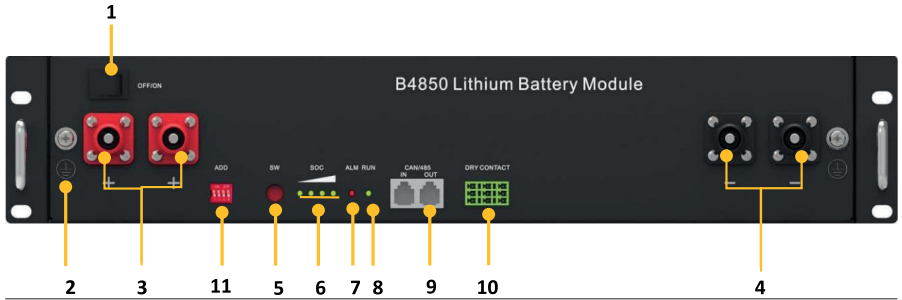 1
B4850 Lithium Battery Module
OFF/ON
ADD
SW
SOC
ALM RUN
CAN/485
IN OUT
DRY CONTACT
+ +
- -
2
3
11
5
6
7
8
9
10
4